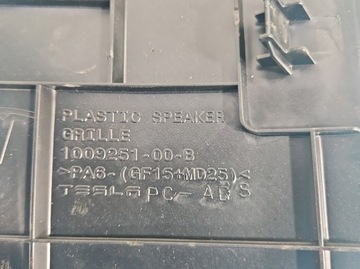 PLASTIC SPEAKER
GRILLE
1009251-00-B
>PA6-(GF15+MD25)<
TESLA PC-ABS